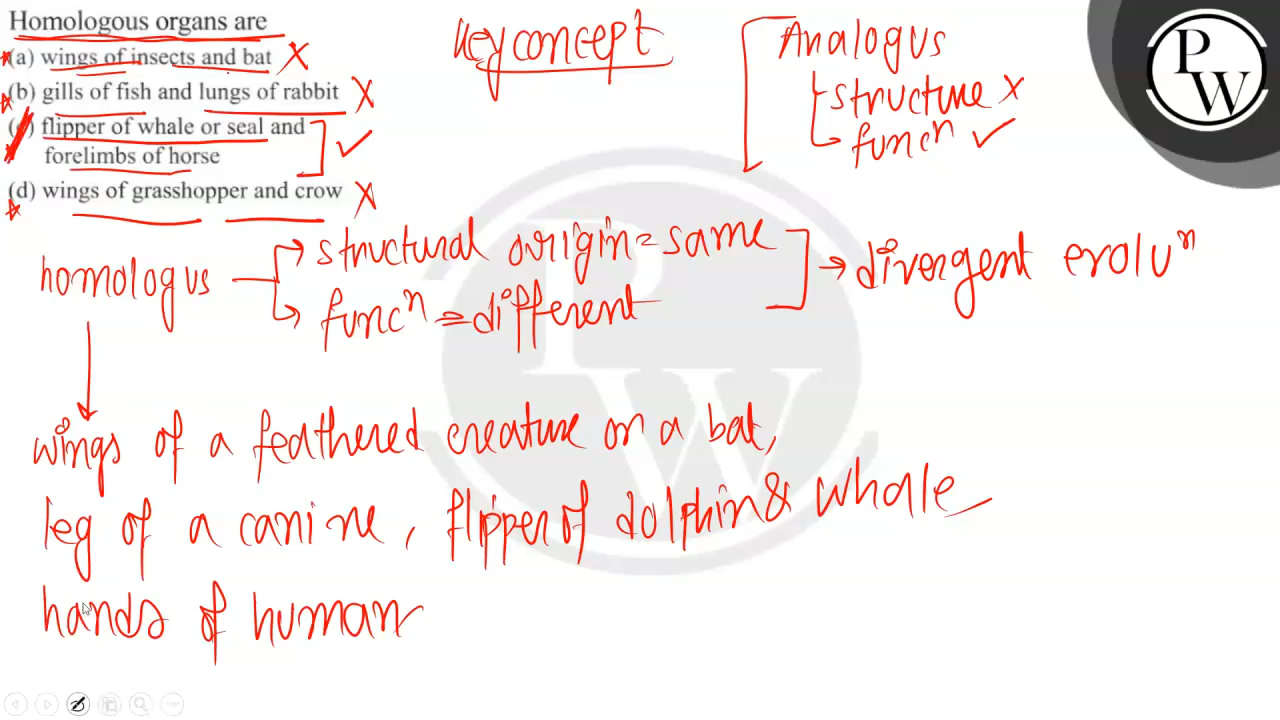 Homologous organs are
(a) wings of insects and bat X
(b) gills of fish and lungs of rabbit X
flipper of whale or seal and
forelimbs of horse ✓
(d) wings of grasshopper and crow X
Key concept
Analogus
structure X
funcⁿ ✓
PW
homologus
structural origin = same
funcⁿ = different
divergent evoluⁿ
wings of a feathered creature or a bat,
leg of a canine, flipper of dolphin & whale
hands of human
PW